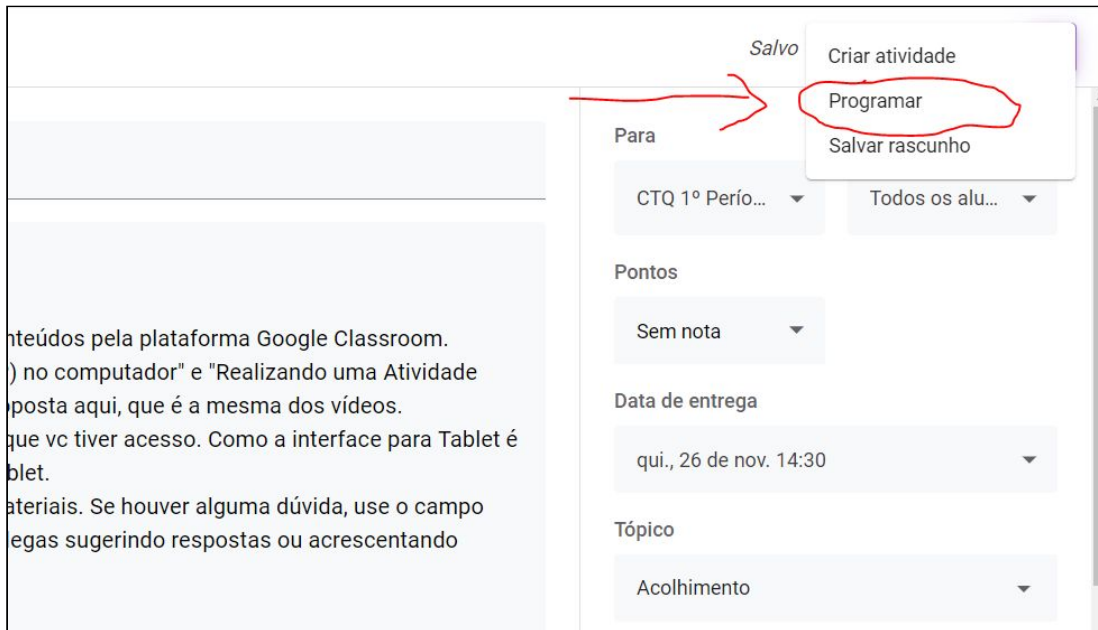 Salvo
Criar atividade
Programar
Salvar rascunho
Para
CTQ 1º Perío... Todos os alu...
Pontos
Sem nota
Data de entrega
qui., 26 de nov. 14:30
Tópico
Acolhimento
nteúdos pela plataforma Google Classroom.
) no computador" e "Realizando uma Atividade
oposta aqui, que é a mesma dos vídeos.
que vc tiver acesso. Como a interface para Tablet é
blet.
ateriais. Se houver alguma dúvida, use o campo
legas sugerindo respostas ou acrescentando